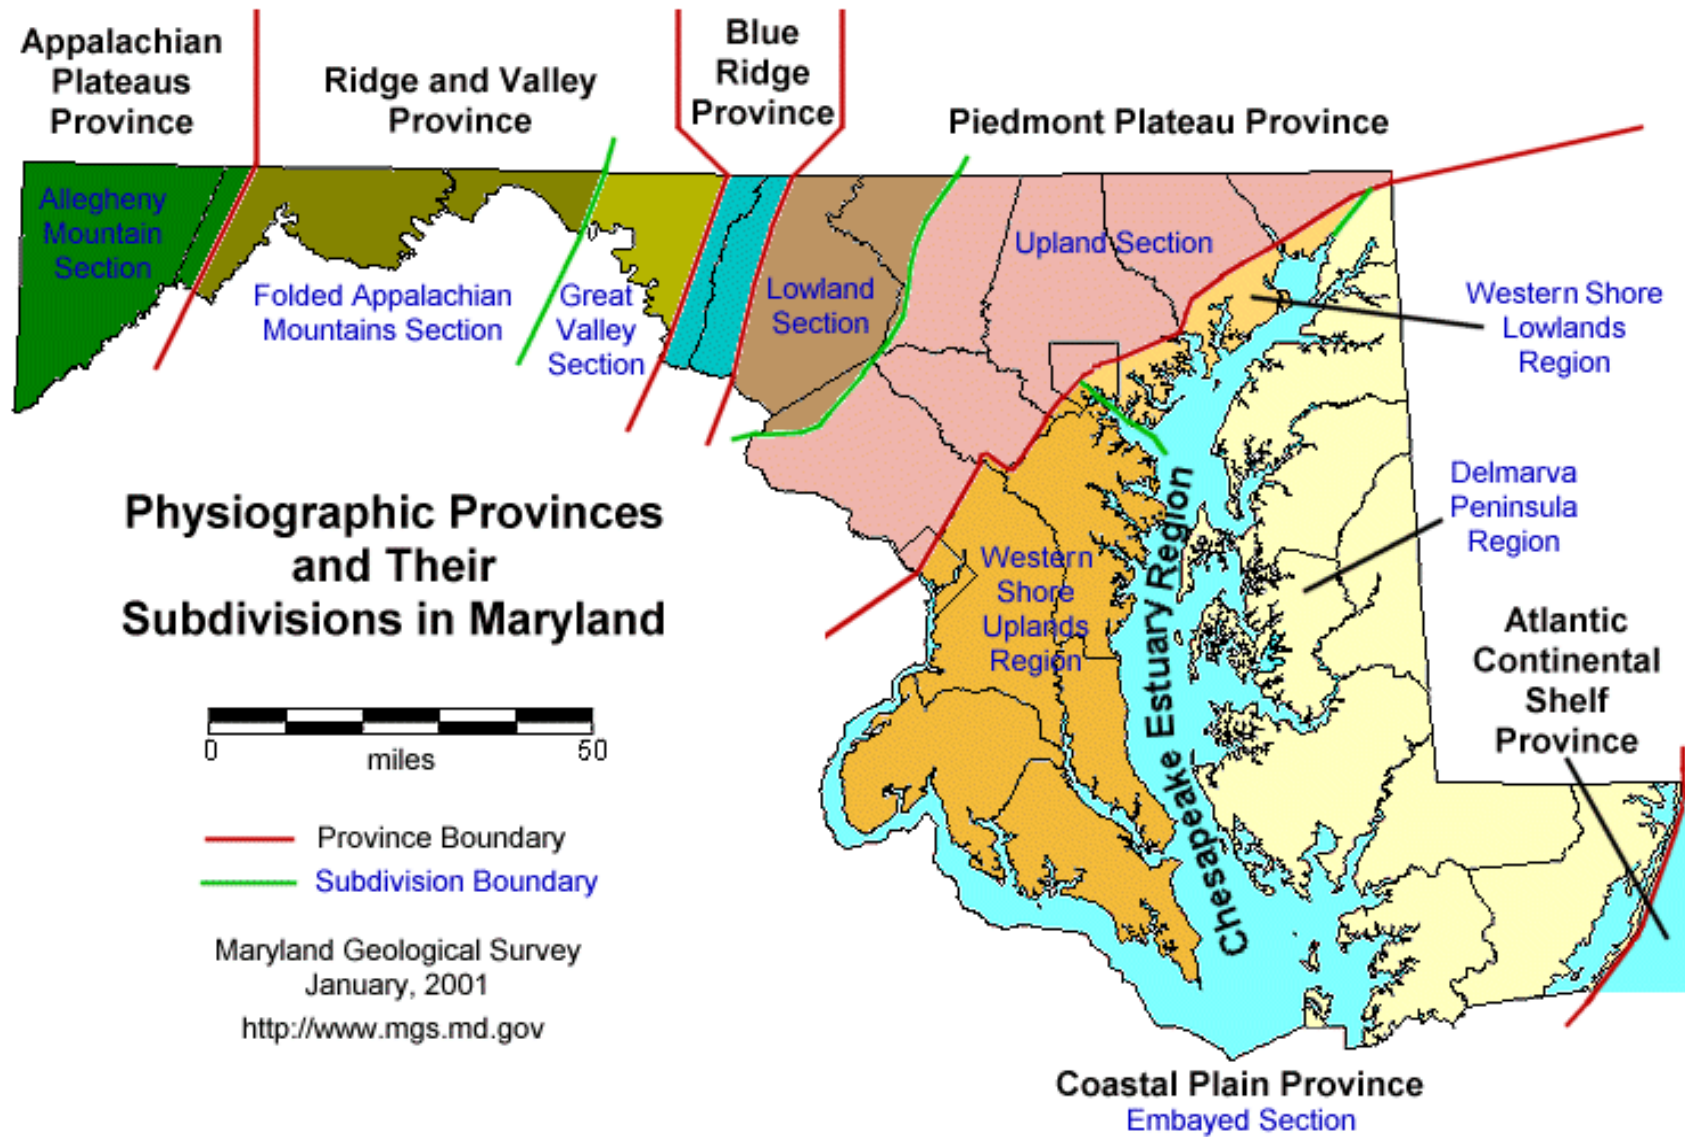 Appalachian
Plateaus
Province
Ridge and Valley
Province
Blue
Ridge
Province
Piedmont Plateau Province
Allegheny
Mountain
Section
Folded Appalachian
Mountains Section
Great
Valley
Section
Lowland
Section
Upland Section
Western Shore
Lowlands
Region
Delmarva
Peninsula
Region
Western
Shore
Uplands
Region
Chesapeake Estuary Region
Atlantic
Continental
Shelf
Province
Physiographic Provinces
and Their
Subdivisions in Maryland
0 50
miles
Province Boundary
Subdivision Boundary
Maryland Geological Survey
January, 2001
http://www.mgs.md.gov
Coastal Plain Province
Embayed Section